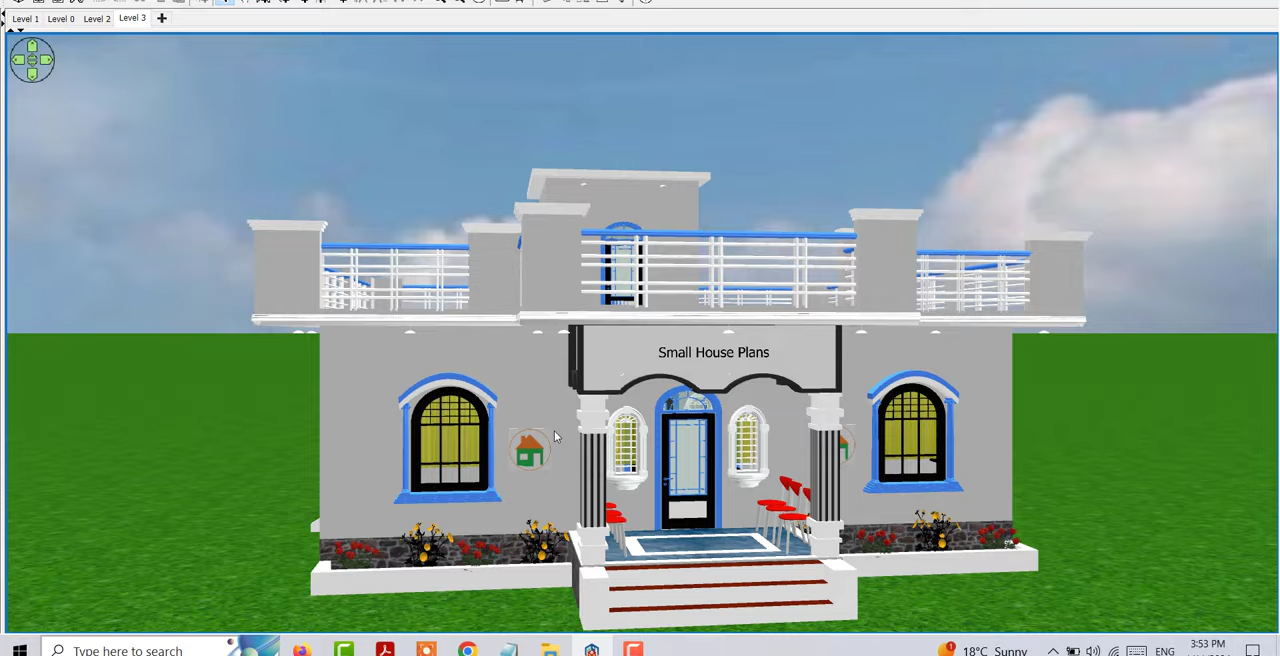 Level 1 Level 0 Level 2 Level 3
Small House Plans
Type here to search
18°C Sunny
ENG
3:53 PM